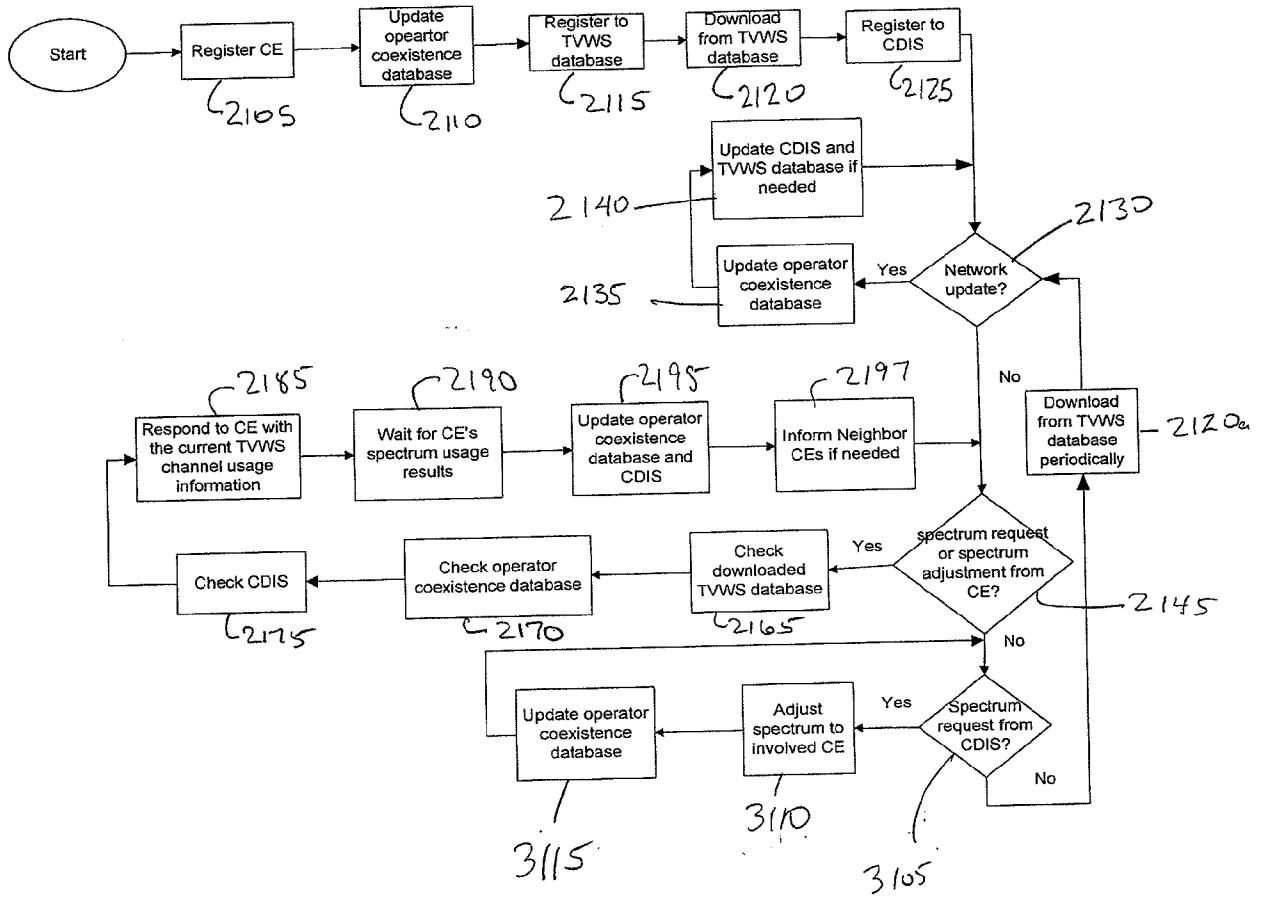 Start
Register CE
Update
opeartor
coexistence
database
Register to
TVWS
database
Download
from TVWS
database
Register to
CDIS
2105
2110
2115
2120
2125
Update CDIS and
TVWS database if
needed
2140
2130
Update operator
coexistence
database
Yes
Network
update?
2135
2185
2190
2195
2197
No
Respond to CE with
the current TVWS
channel usage
information
Wait for CE's
spectrum usage
results
Update operator
coexistence
database and
CDIS
Inform Neighbor
CEs if needed
Download
from TVWS
database
periodically
2120a
Check CDIS
Check operator
coexistence database
Check
downloaded
TVWS database
Yes
spectrum request
or spectrum
adjustment from
CE?
2175
2170
2165
2145
No
Update operator
coexistence
database
Adjust
spectrum to
involved CE
Yes
Spectrum
request from
CDIS?
No
3115
3110
3105